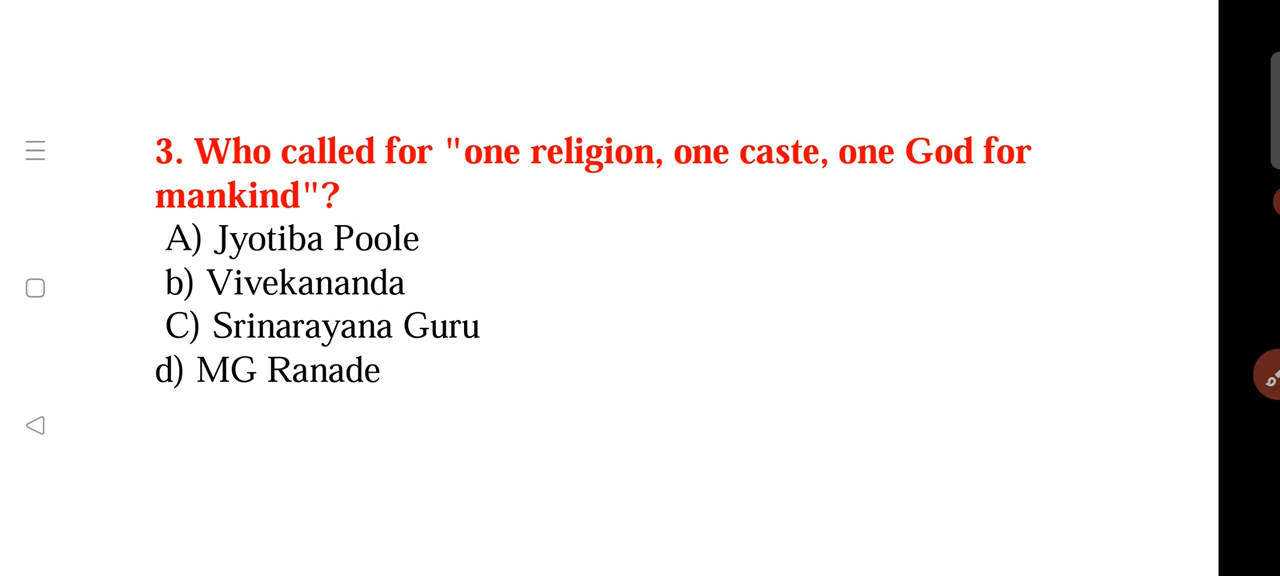 3. Who called for "one religion, one caste, one God for
mankind"?
A) Jyotiba Poole
b) Vivekananda
C) Srinarayana Guru
d) MG Ranade